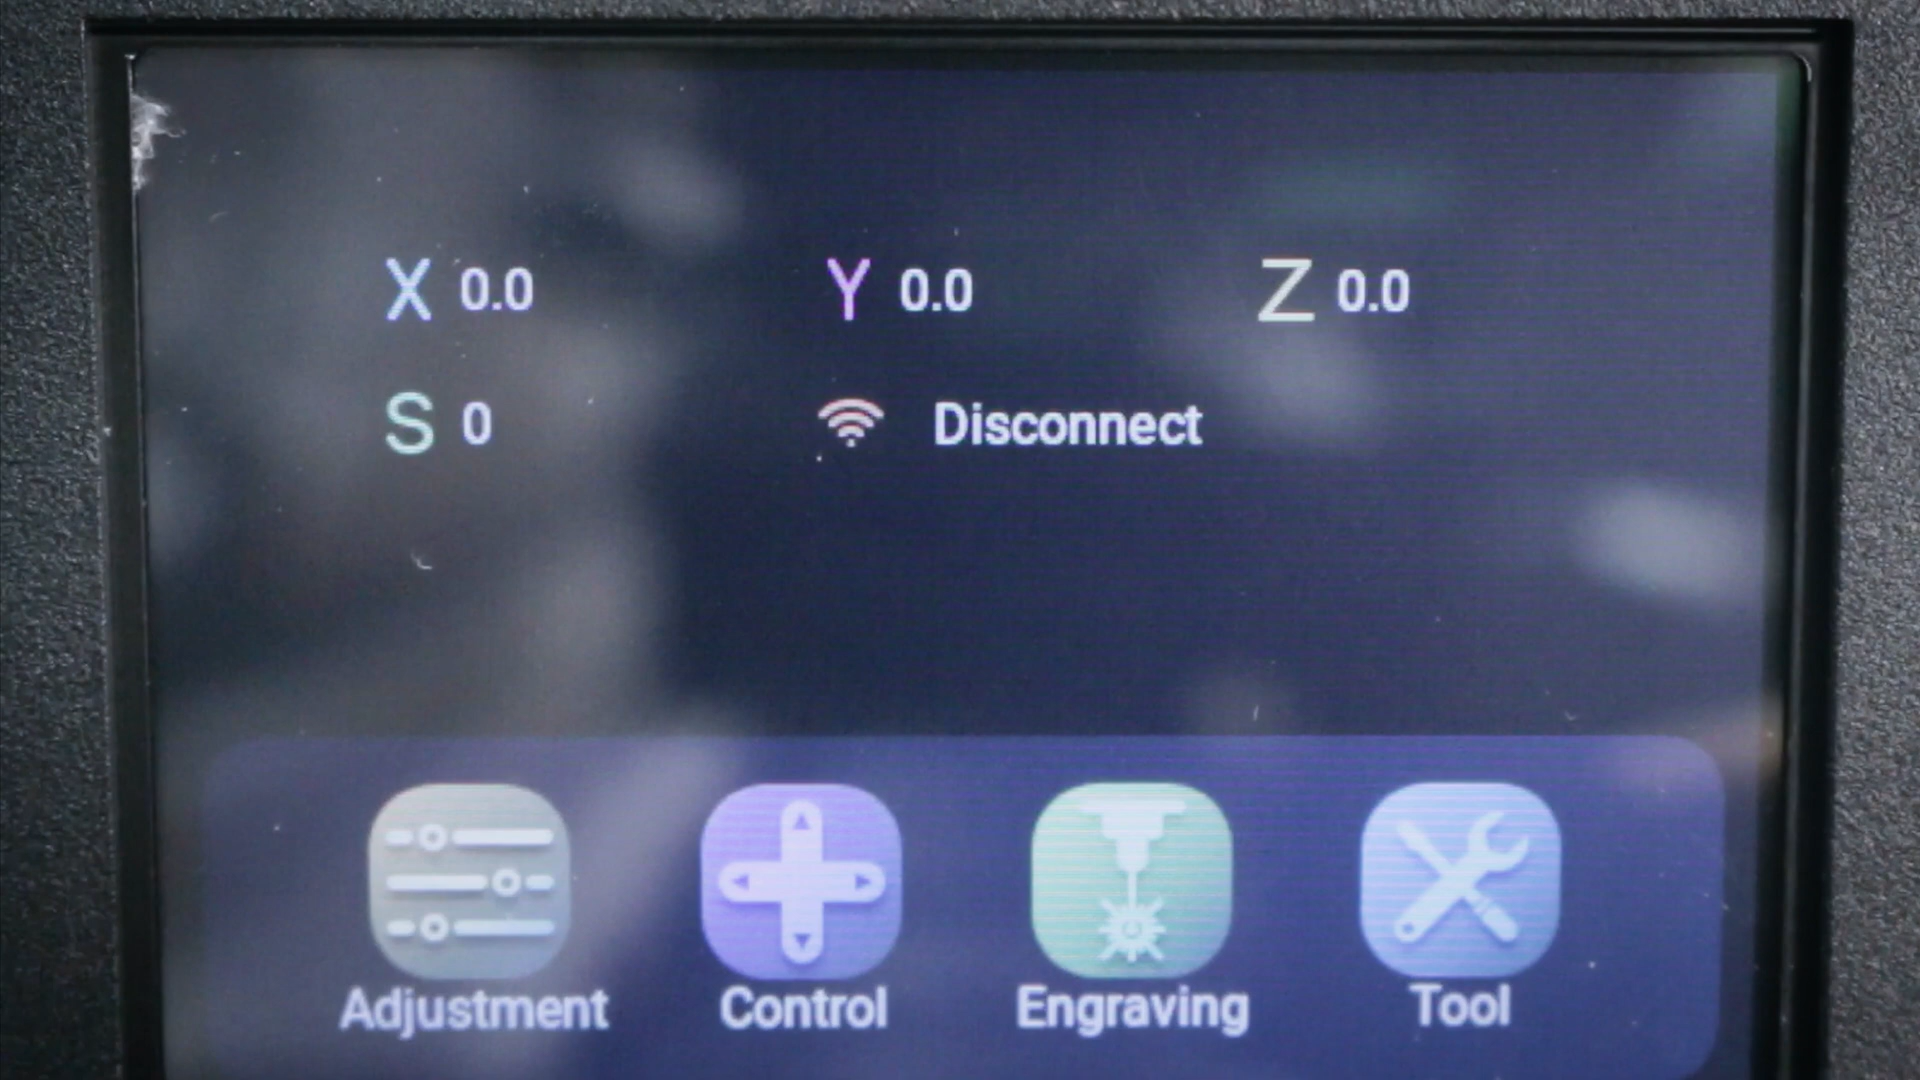 X 0.0 Y 0.0 Z 0.0
S 0 Disconnect
Adjustment Control Engraving Tool